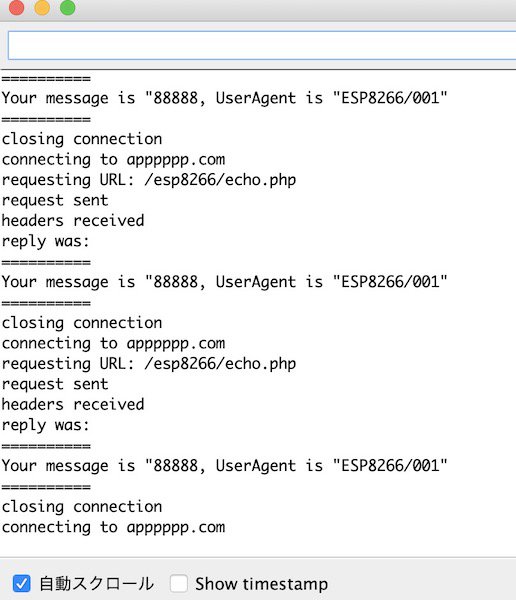 ==========
Your message is "88888, UserAgent is "ESP8266/001"
==========
closing connection
connecting to apppppp.com
requesting URL: /esp8266/echo.php
request sent
headers received
reply was:
==========
Your message is "88888, UserAgent is "ESP8266/001"
==========
closing connection
connecting to apppppp.com
requesting URL: /esp8266/echo.php
request sent
headers received
reply was:
==========
Your message is "88888, UserAgent is "ESP8266/001"
==========
closing connection
connecting to apppppp.com
自動スクロール Show timestamp